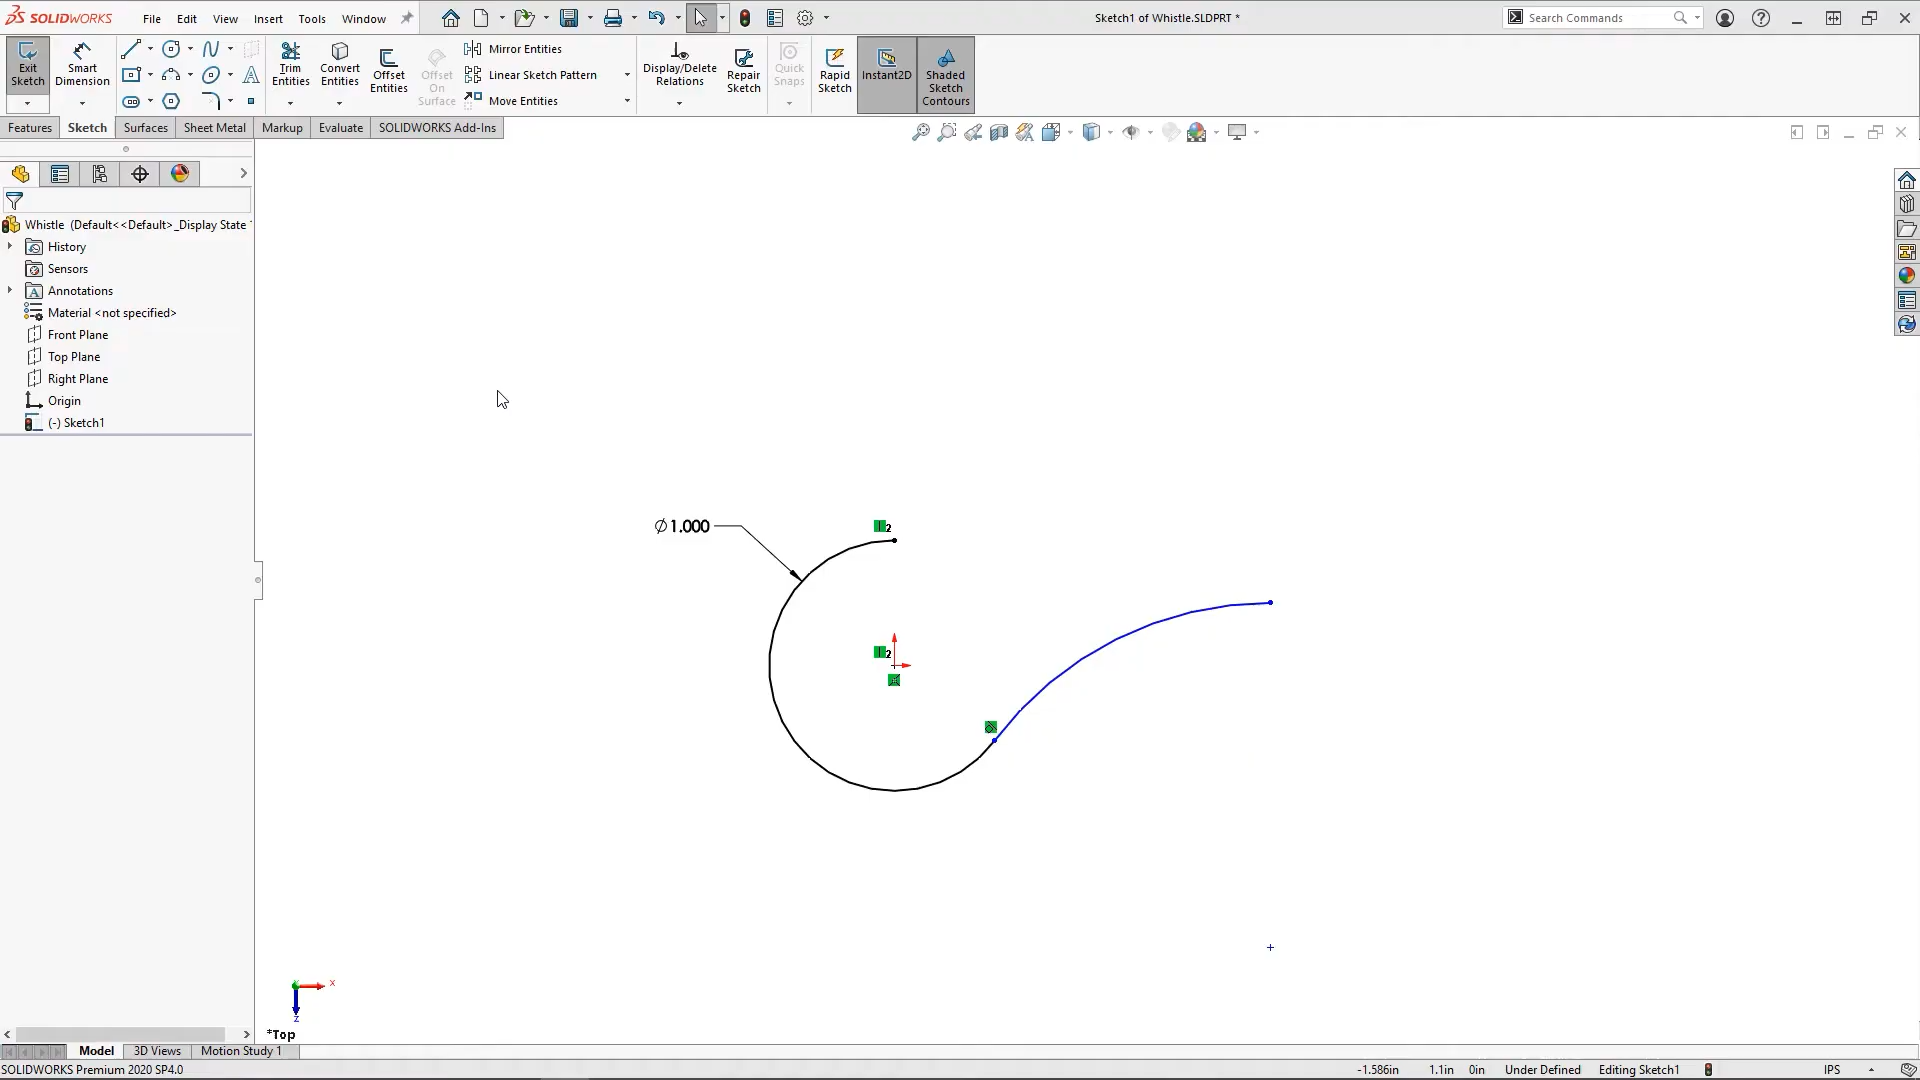 SOLIDWORKS
File
Edit
View
Insert
Tools
Window
Sketch1 of Whistle.SLDPRT *
Search Commands
Exit
Sketch
Smart
Dimension
Trim
Entities
Convert
Entities
Offset
Entities
Offset
On
Surface
Mirror Entities
Linear Sketch Pattern
Move Entities
Display/Delete
Relations
Repair
Sketch
Quick
Snaps
Rapid
Sketch
Instant2D
Shaded
Sketch
Contours
Features
Sketch
Surfaces
Sheet Metal
Markup
Evaluate
SOLIDWORKS Add-Ins
Whistle (Default<<Default>_Display State
History
Sensors
Annotations
Material <not specified>
Front Plane
Top Plane
Right Plane
Origin
(-) Sketch1
∅1.000
2
2
x
z
*Top
Model
3D Views
Motion Study 1
SOLIDWORKS Premium 2020 SP4.0
-1.586in
1.1in
0in
Under Defined
Editing Sketch1
IPS